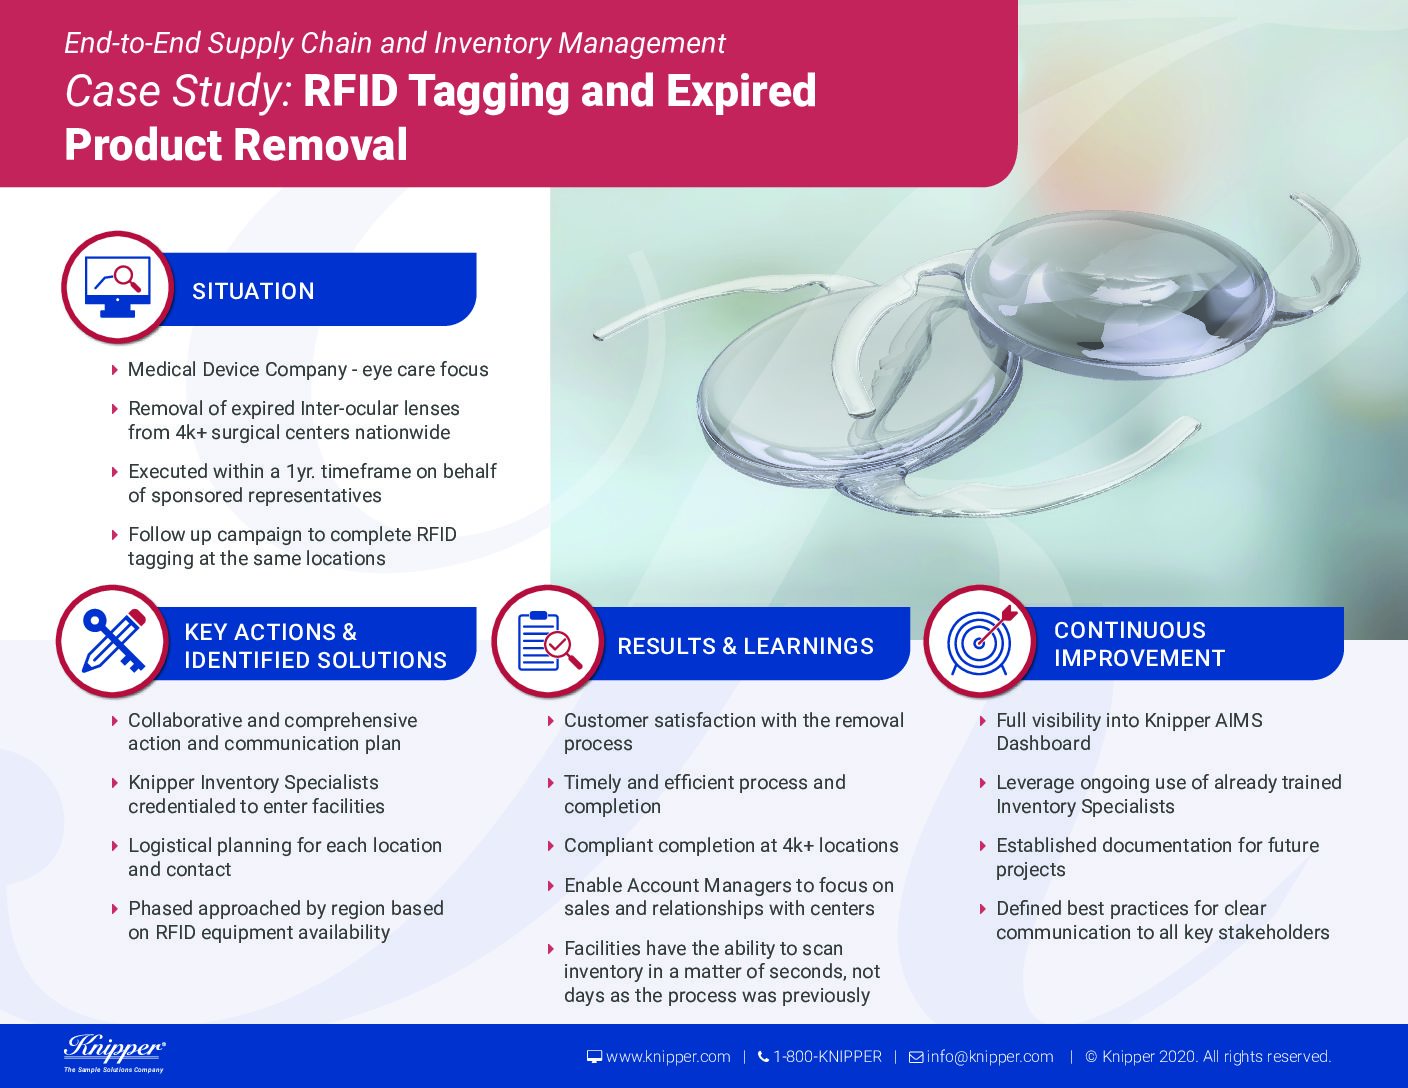 End-to-End Supply Chain and Inventory Management
Case Study: RFID Tagging and Expired
Product Removal
SITUATION
Medical Device Company - eye care focus
Removal of expired Inter-ocular lenses
from 4k+ surgical centers nationwide
Executed within a 1yr. timeframe on behalf
of sponsored representatives
Follow up campaign to complete RFID
tagging at the same locations
KEY ACTIONS &
IDENTIFIED SOLUTIONS
Collaborative and comprehensive
action and communication plan
Knipper Inventory Specialists
credentialed to enter facilities
Logistical planning for each location
and contact
Phased approached by region based
on RFID equipment availability
RESULTS & LEARNINGS
Customer satisfaction with the removal
process
Timely and efficient process and
completion
Compliant completion at 4k+ locations
Enable Account Managers to focus on
sales and relationships with centers
Facilities have the ability to scan
inventory in a matter of seconds, not
days as the process was previously
CONTINUOUS
IMPROVEMENT
Full visibility into Knipper AIMS
Dashboard
Leverage ongoing use of already trained
Inventory Specialists
Established documentation for future
projects
Defined best practices for clear
communication to all key stakeholders
Knipper®
The Sample Solutions Company
www.knipper.com | 1-800-KNIPPER | info@knipper.com | © Knipper 2020. All rights reserved.